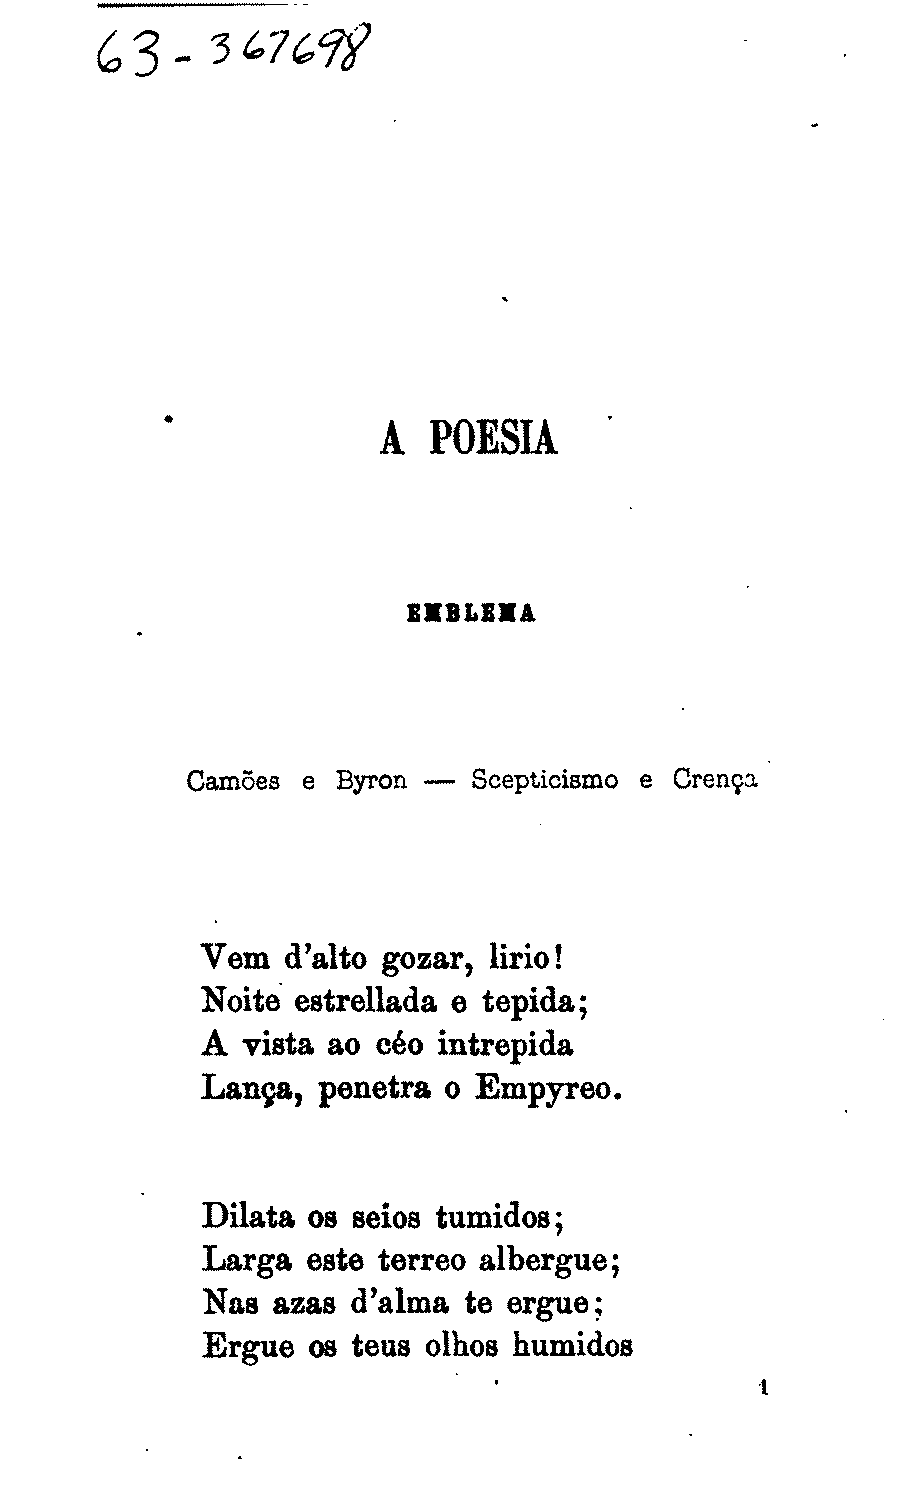 63-367698
A POESIA
EMBLEMA
Camões e Byron — Scepticismo e Crença
Vem d'alto gozar, lirio!
Noite estrellada e tepida;
A vista ao céo intrepida
Lança, penetra o Empyreo.
Dilata os seios tumidos;
Larga este terreo albergue;
Nas azas d'alma te ergue;
Ergue os teus olhos humidos
1